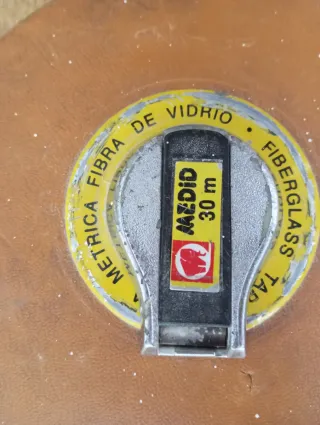 METRICA FIBRA DE VIDRIO • FIBERGLASS
MEDID
30 m